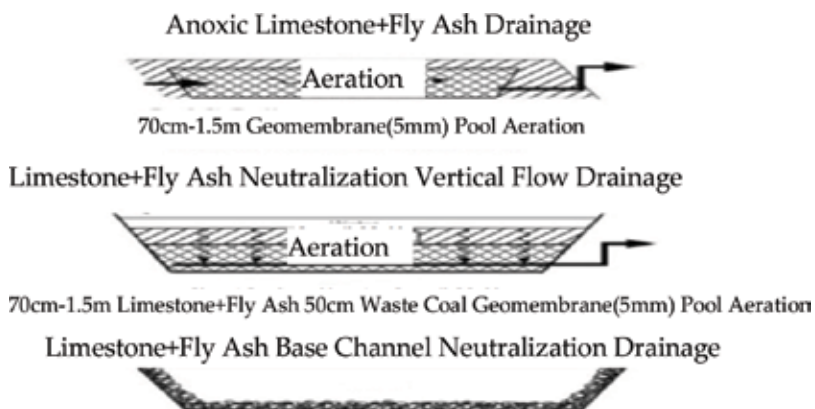 Anoxic Limestone+Fly Ash Drainage
Aeration
70cm-1.5m Geomembrane(5mm) Pool Aeration
Limestone+Fly Ash Neutralization Vertical Flow Drainage
Aeration
70cm-1.5m Limestone+Fly Ash 50cm Waste Coal Geomembrane(5mm) Pool Aeration
Limestone+Fly Ash Base Channel Neutralization Drainage